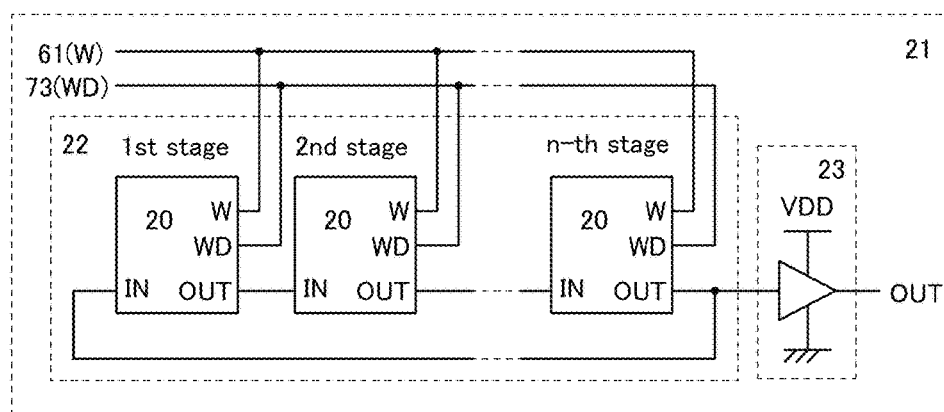 61(W)
21
73(WD)
22
1st stage
2nd stage
n-th stage
23
20
W
WD
IN
OUT
20
W
WD
IN
OUT
20
W
WD
IN
OUT
VDD
OUT